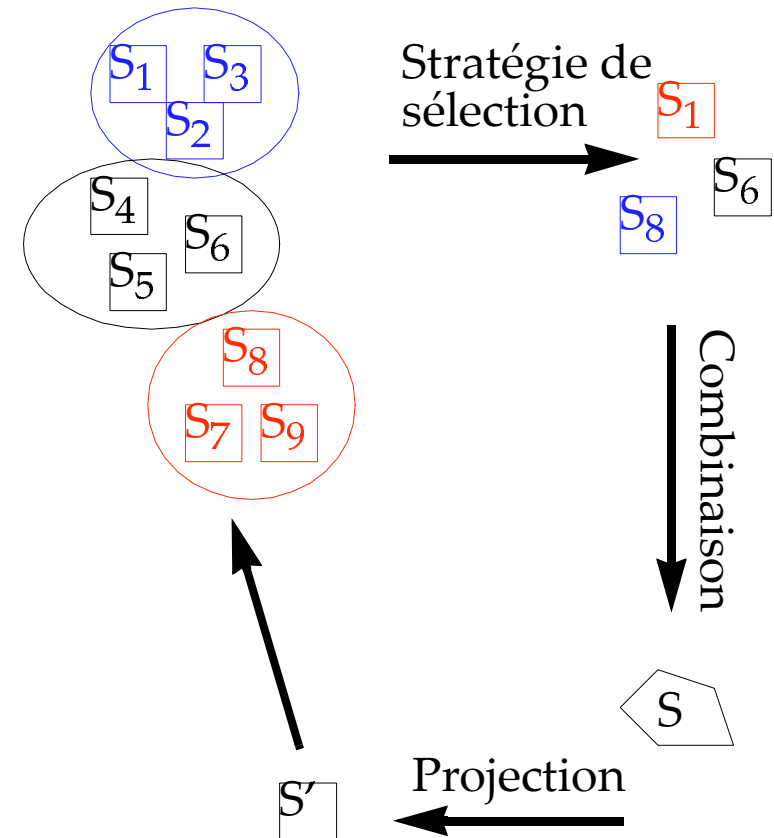 S1
S3
S2
S4
S6
S5
S8
S7
S9
Stratégie de
sélection
S1
S6
S8
Combinaison
S
Projection
S'